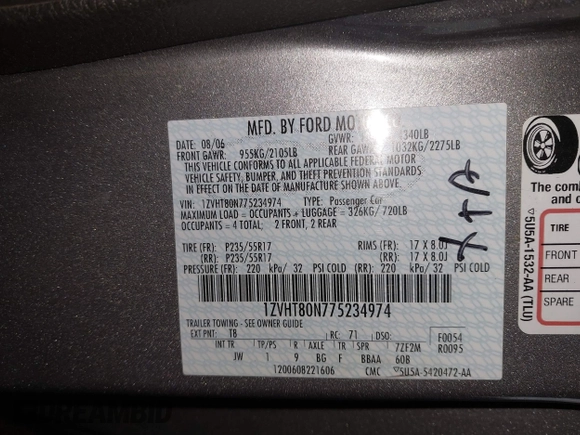 MFD. BY FORD MO
DATE: 08/06 GVWR: 340LB
FRONT GAWR: 955KG/2105LB REAR GAWR: 1032KG/2275LB
THIS VEHICLE CONFORMS TO ALL APPLICABLE FEDERAL MOTOR
VEHICLE SAFETY, BUMPER, AND THEFT PREVENTION STANDARDS
IN EFFECT ON THE DATE OF MANUFACTURE SHOWN ABOVE.
VIN: 1ZVHT80N775234974 TYPE: Passenger Car
MAXIMUM LOAD = OCCUPANTS + LUGGAGE = 326KG/ 720LB
OCCUPANTS = 4 TOTAL: 2 FRONT, 2 REAR
TIRE (FR): P235/55R17 RIMS (FR): 17 X 8.0J
(RR): P235/55R17 (RR): 17 X 8.0J
PRESSURE (FR): 220 kPa/ 32 PSI COLD (RR): 220 kPa/ 32 PSI COLD
1ZVHT80N775234974
TRAILER TOWING - SEE OWNER GUIDE
EXT PNT: T8 RC: 71 DSO: F0054
INT TR TP/PS R AXLE TR SPR 7ZF2M R0095
JW 1 9 BG F BBAA 60B
120060B221606 CMC ▽5U5A-5420472-AA
▽5U5A-1532-AA (TLU)
The com
TIRE
FRONT
REAR
SPARE